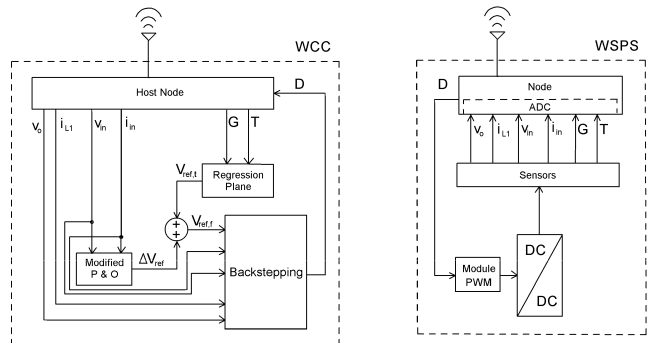 WCC
Host Node
D
v_o
i_L1
v_in
i_in
G
T
V_ref,t
Regression
Plane
+
+
V_ref,f
Modified
P & O
ΔV_ref
Backstepping
WSPS
D
Node
ADC
v_o
i_L1
v_in
i_in
G
T
Sensors
Module
PWM
DC
DC